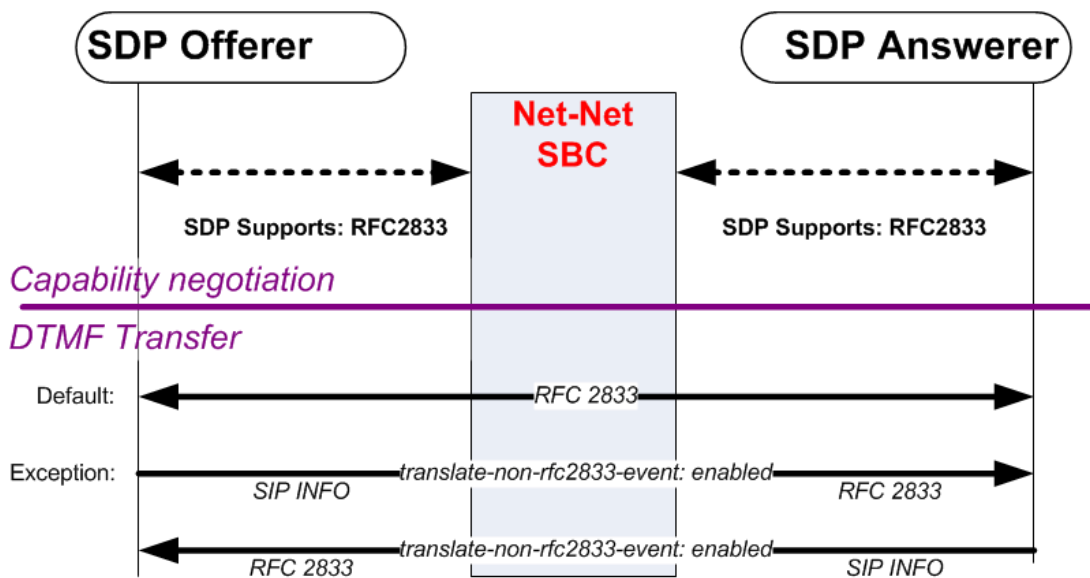 SDP Offerer
SDP Answerer
Net-Net
SBC
SDP Supports: RFC2833
SDP Supports: RFC2833
Capability negotiation
DTMF Transfer
Default:
RFC 2833
Exception:
translate-non-rfc2833-event: enabled
SIP INFO
RFC 2833
translate-non-rfc2833-event: enabled
RFC 2833
SIP INFO